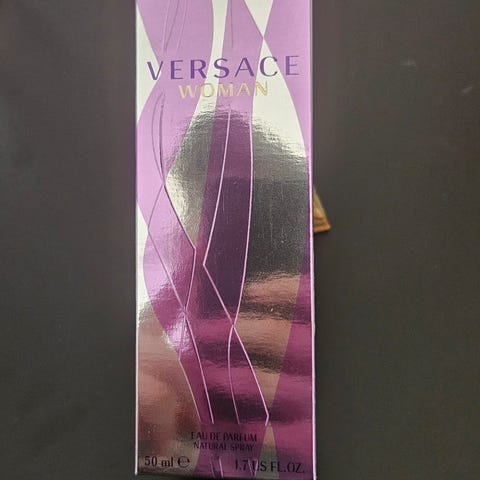 VERSACE
WOMAN
EAU DE PARFUM
NATURAL SPRAY
50 ml ℮ 1.7 US FL.OZ.